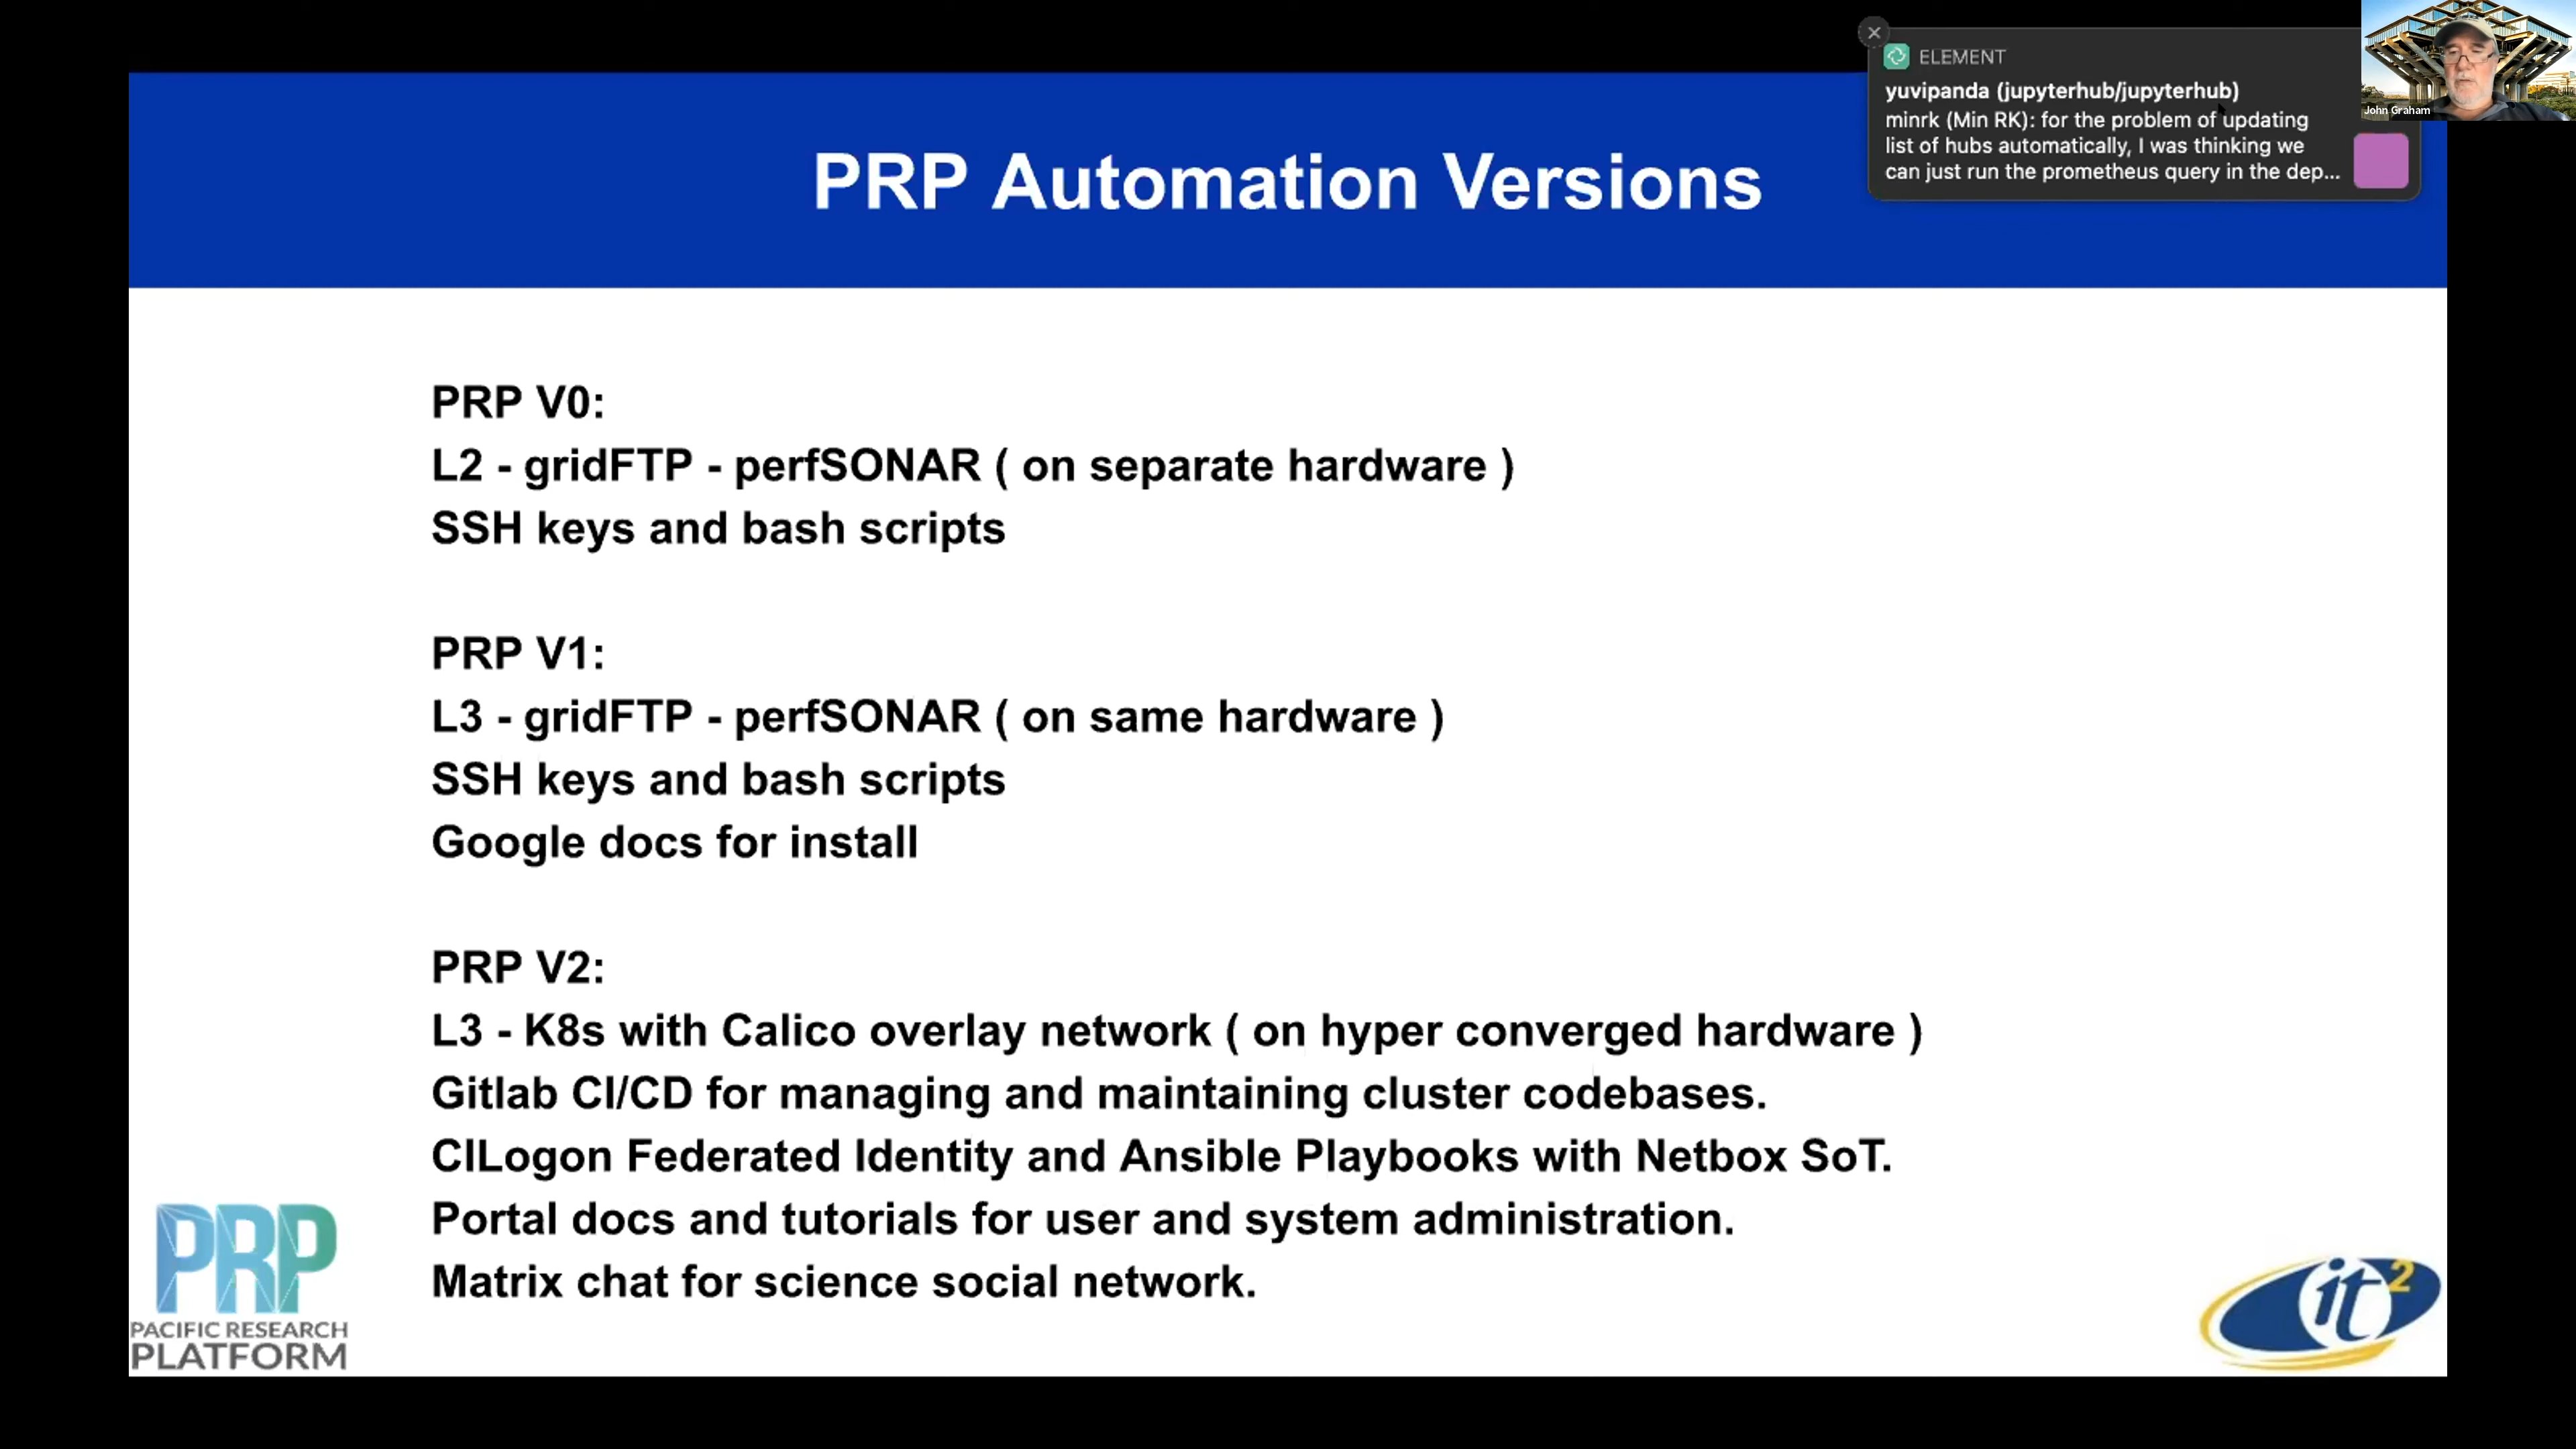 PRP Automation Versions
ELEMENT
yuvipanda (jupyterhub/jupyterhub)
minrk (Min RK): for the problem of updating
list of hubs automatically, I was thinking we
can just run the prometheus query in the dep...
John Graham
PRP V0:
L2 - gridFTP - perfSONAR ( on separate hardware )
SSH keys and bash scripts
PRP V1:
L3 - gridFTP - perfSONAR ( on same hardware )
SSH keys and bash scripts
Google docs for install
PRP V2:
L3 - K8s with Calico overlay network ( on hyper converged hardware )
Gitlab CI/CD for managing and maintaining cluster codebases.
CILogon Federated Identity and Ansible Playbooks with Netbox SoT.
Portal docs and tutorials for user and system administration.
Matrix chat for science social network.
PRP
PACIFIC RESEARCH
PLATFORM
it2